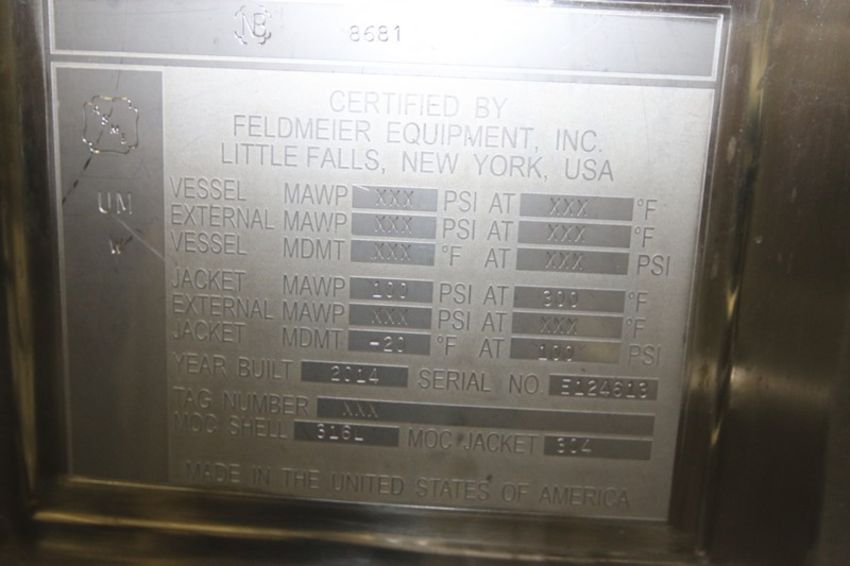 NB 8681
CERTIFIED BY
FELDMEIER EQUIPMENT, INC.
LITTLE FALLS, NEW YORK, USA
UM
W
VESSEL MAWP XXX PSI AT XXX °F
EXTERNAL MAWP XXX PSI AT XXX °F
VESSEL MDMT XXX °F AT XXX PSI
JACKET MAWP 100 PSI AT 300 °F
EXTERNAL MAWP XXX PSI AT XXX °F
JACKET MDMT -20 °F AT 100 PSI
YEAR BUILT 2014 SERIAL NO E124613
TAG NUMBER XXX
MOC SHELL 316L MOC JACKET 304
MADE IN THE UNITED STATES OF AMERICA